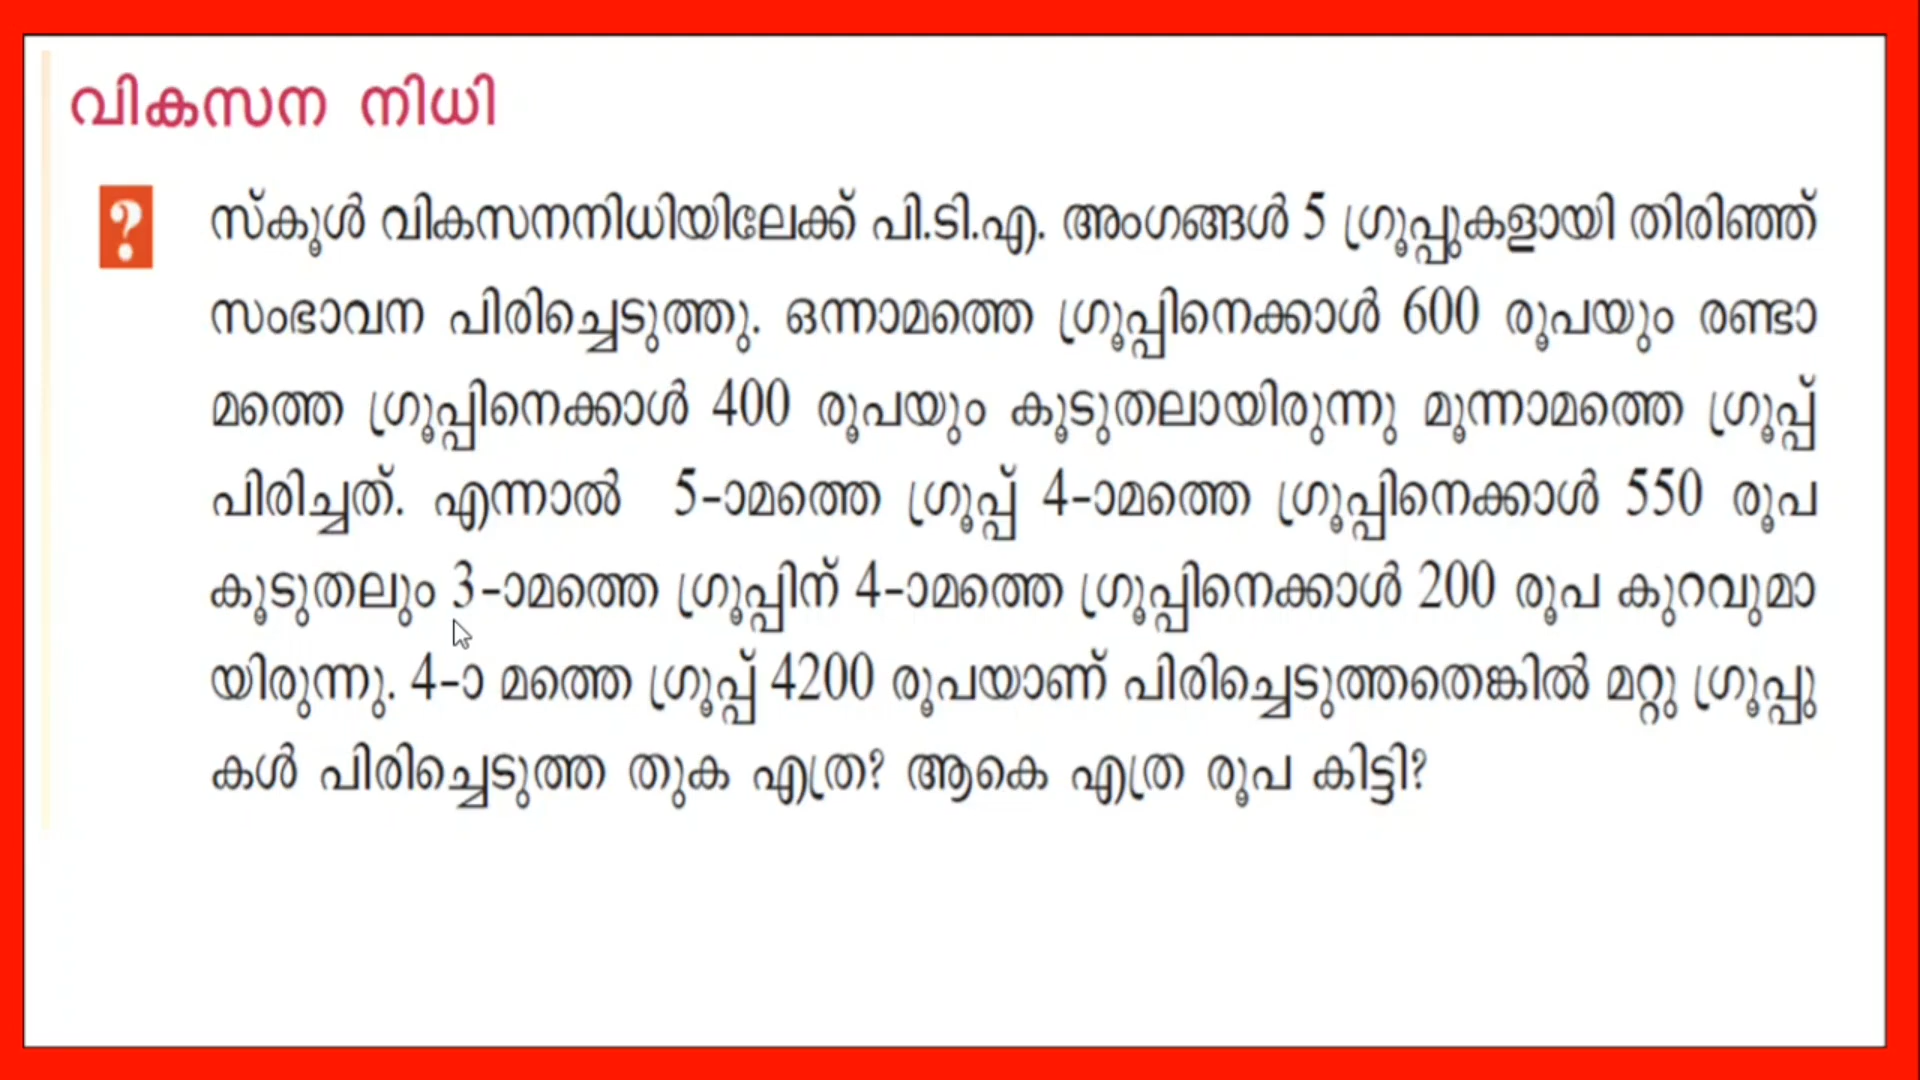 വികസന നിധി
?
സ്കൂൾ വികസനനിധിയിലേക്ക് പി.ടി.എ. അംഗങ്ങൾ 5 ഗ്രൂപ്പുകളായി തിരിഞ്ഞ്
സംഭാവന പിരിച്ചെടുത്തു. ഒന്നാമത്തെ ഗ്രൂപ്പിനെക്കാൾ 600 രൂപയും രണ്ടാ
മത്തെ ഗ്രൂപ്പിനെക്കാൾ 400 രൂപയും കൂടുതലായിരുന്നു മൂന്നാമത്തെ ഗ്രൂപ്പ്
പിരിച്ചത്. എന്നാൽ 5-ാമത്തെ ഗ്രൂപ്പ് 4-ാമത്തെ ഗ്രൂപ്പിനെക്കാൾ 550 രൂപ
കൂടുതലും 3-ാമത്തെ ഗ്രൂപ്പിന് 4-ാമത്തെ ഗ്രൂപ്പിനെക്കാൾ 200 രൂപ കുറവുമാ
യിരുന്നു. 4-ാ മത്തെ ഗ്രൂപ്പ് 4200 രൂപയാണ് പിരിച്ചെടുത്തതെങ്കിൽ മറ്റു ഗ്രൂപ്പു
കൾ പിരിച്ചെടുത്ത തുക എത്ര? ആകെ എത്ര രൂപ കിട്ടി?